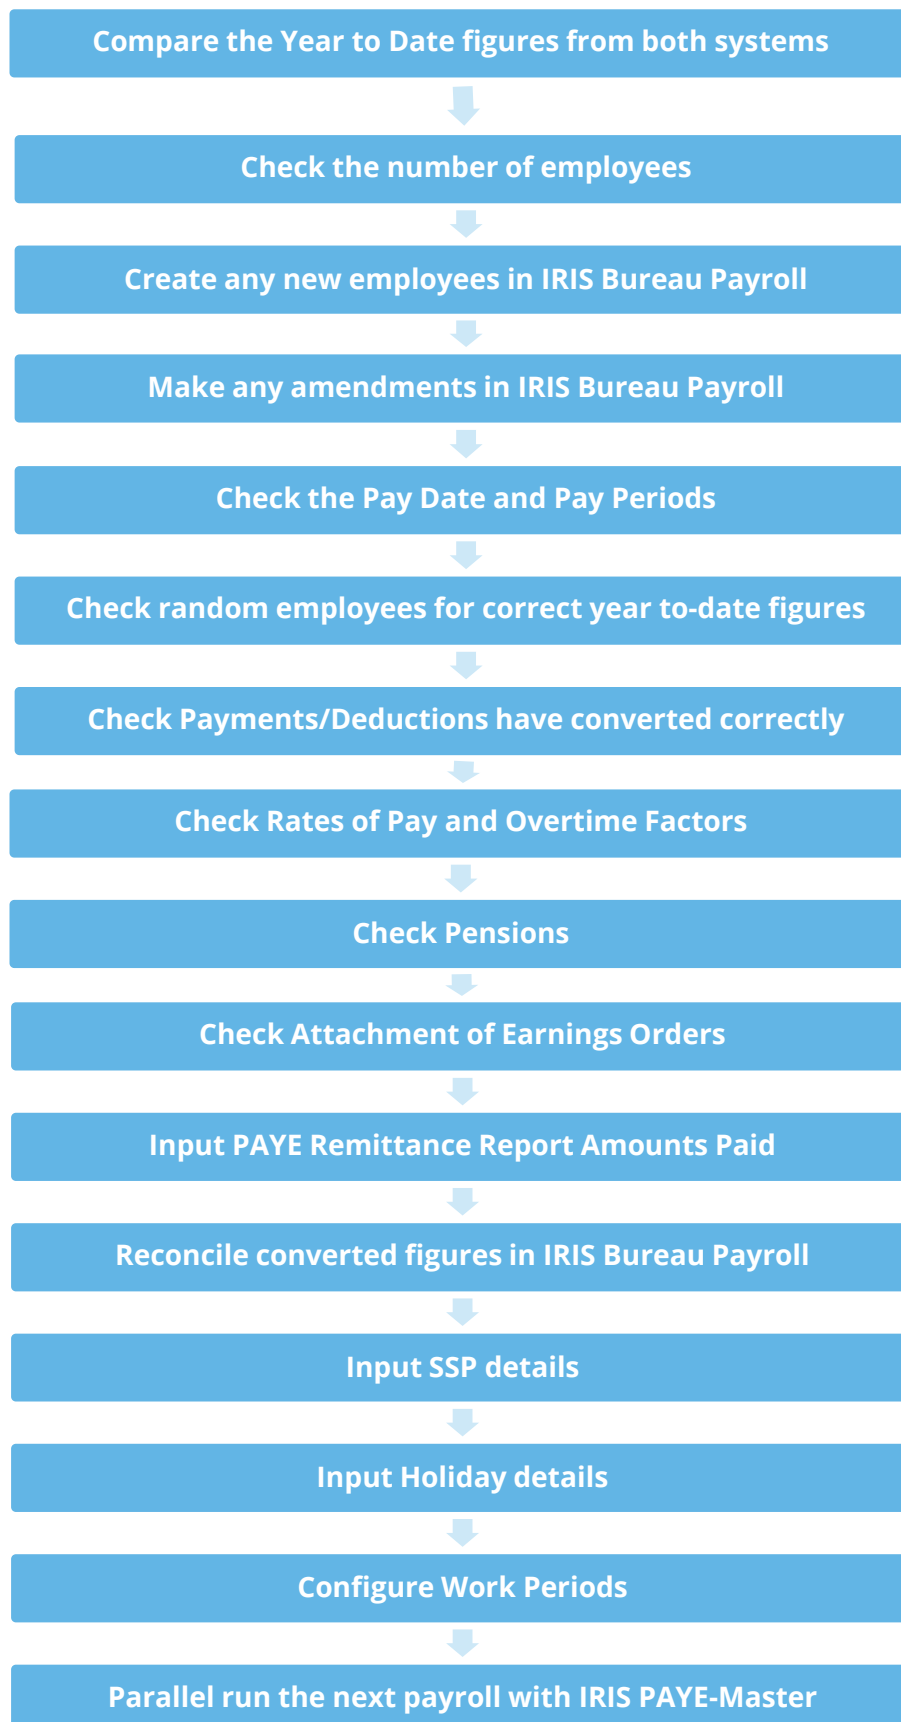 Compare the Year to Date figures from both systems
Check the number of employees
Create any new employees in IRIS Bureau Payroll
Make any amendments in IRIS Bureau Payroll
Check the Pay Date and Pay Periods
Check random employees for correct year to-date figures
Check Payments/Deductions have converted correctly
Check Rates of Pay and Overtime Factors
Check Pensions
Check Attachment of Earnings Orders
Input PAYE Remittance Report Amounts Paid
Reconcile converted figures in IRIS Bureau Payroll
Input SSP details
Input Holiday details
Configure Work Periods
Parallel run the next payroll with IRIS PAYE-Master